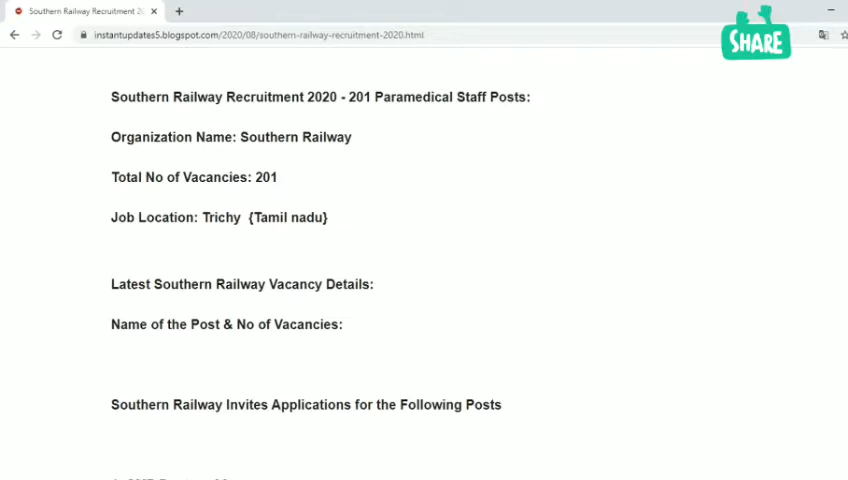 Southern Railway Recruitment 2
instantupdates5.blogspot.com/2020/08/southern-railway-recruitment-2020.html
SHARE
Southern Railway Recruitment 2020 - 201 Paramedical Staff Posts:
Organization Name: Southern Railway
Total No of Vacancies: 201
Job Location: Trichy {Tamil nadu}
Latest Southern Railway Vacancy Details:
Name of the Post & No of Vacancies:
Southern Railway Invites Applications for the Following Posts